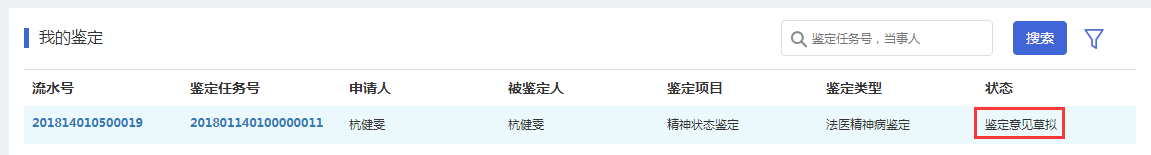 我的鉴定
鉴定任务号，当事人
搜索
流水号 鉴定任务号 申请人 被鉴定人 鉴定项目 鉴定类型 状态
201814010500019 201801140100000011 杭健雯 杭健雯 精神状态鉴定 法医精神病鉴定 鉴定意见草拟